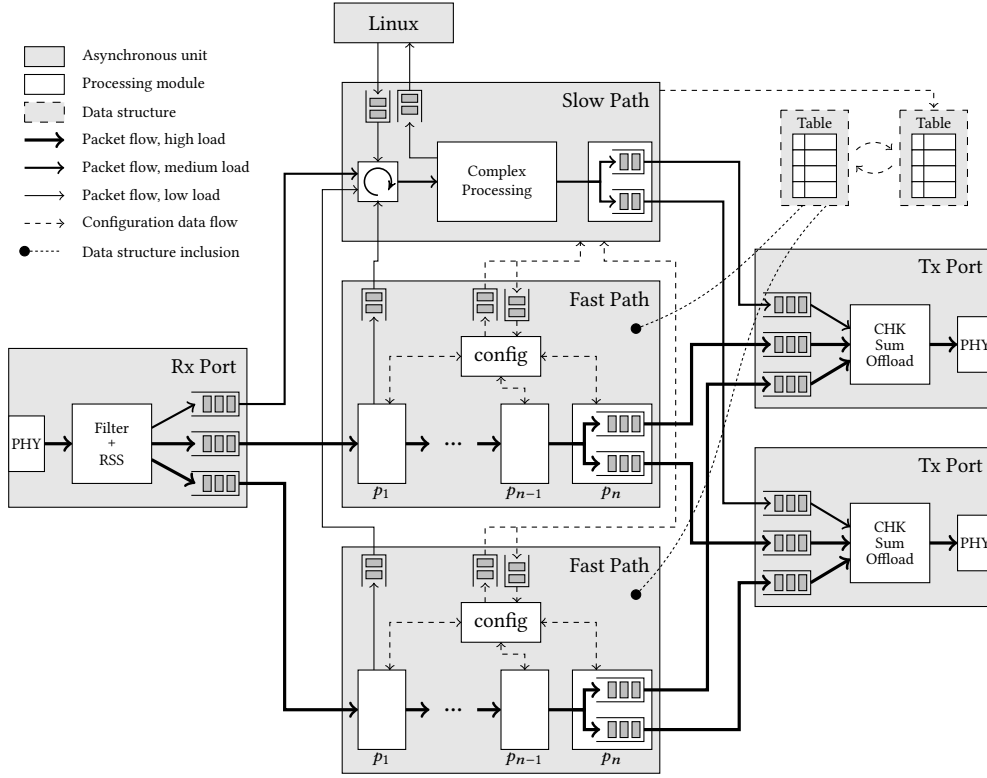 Linux
Asynchronous unit
Processing module
Data structure
Packet flow, high load
Packet flow, medium load
Packet flow, low load
Configuration data flow
Data structure inclusion
Slow Path
Complex
Processing
Table
Table
Fast Path
config
p1
...
pn−1
pn
Rx Port
PHY
Filter
+
RSS
Tx Port
CHK
Sum
Offload
PHY
Tx Port
CHK
Sum
Offload
PHY
Fast Path
config
p1
...
pn−1
pn